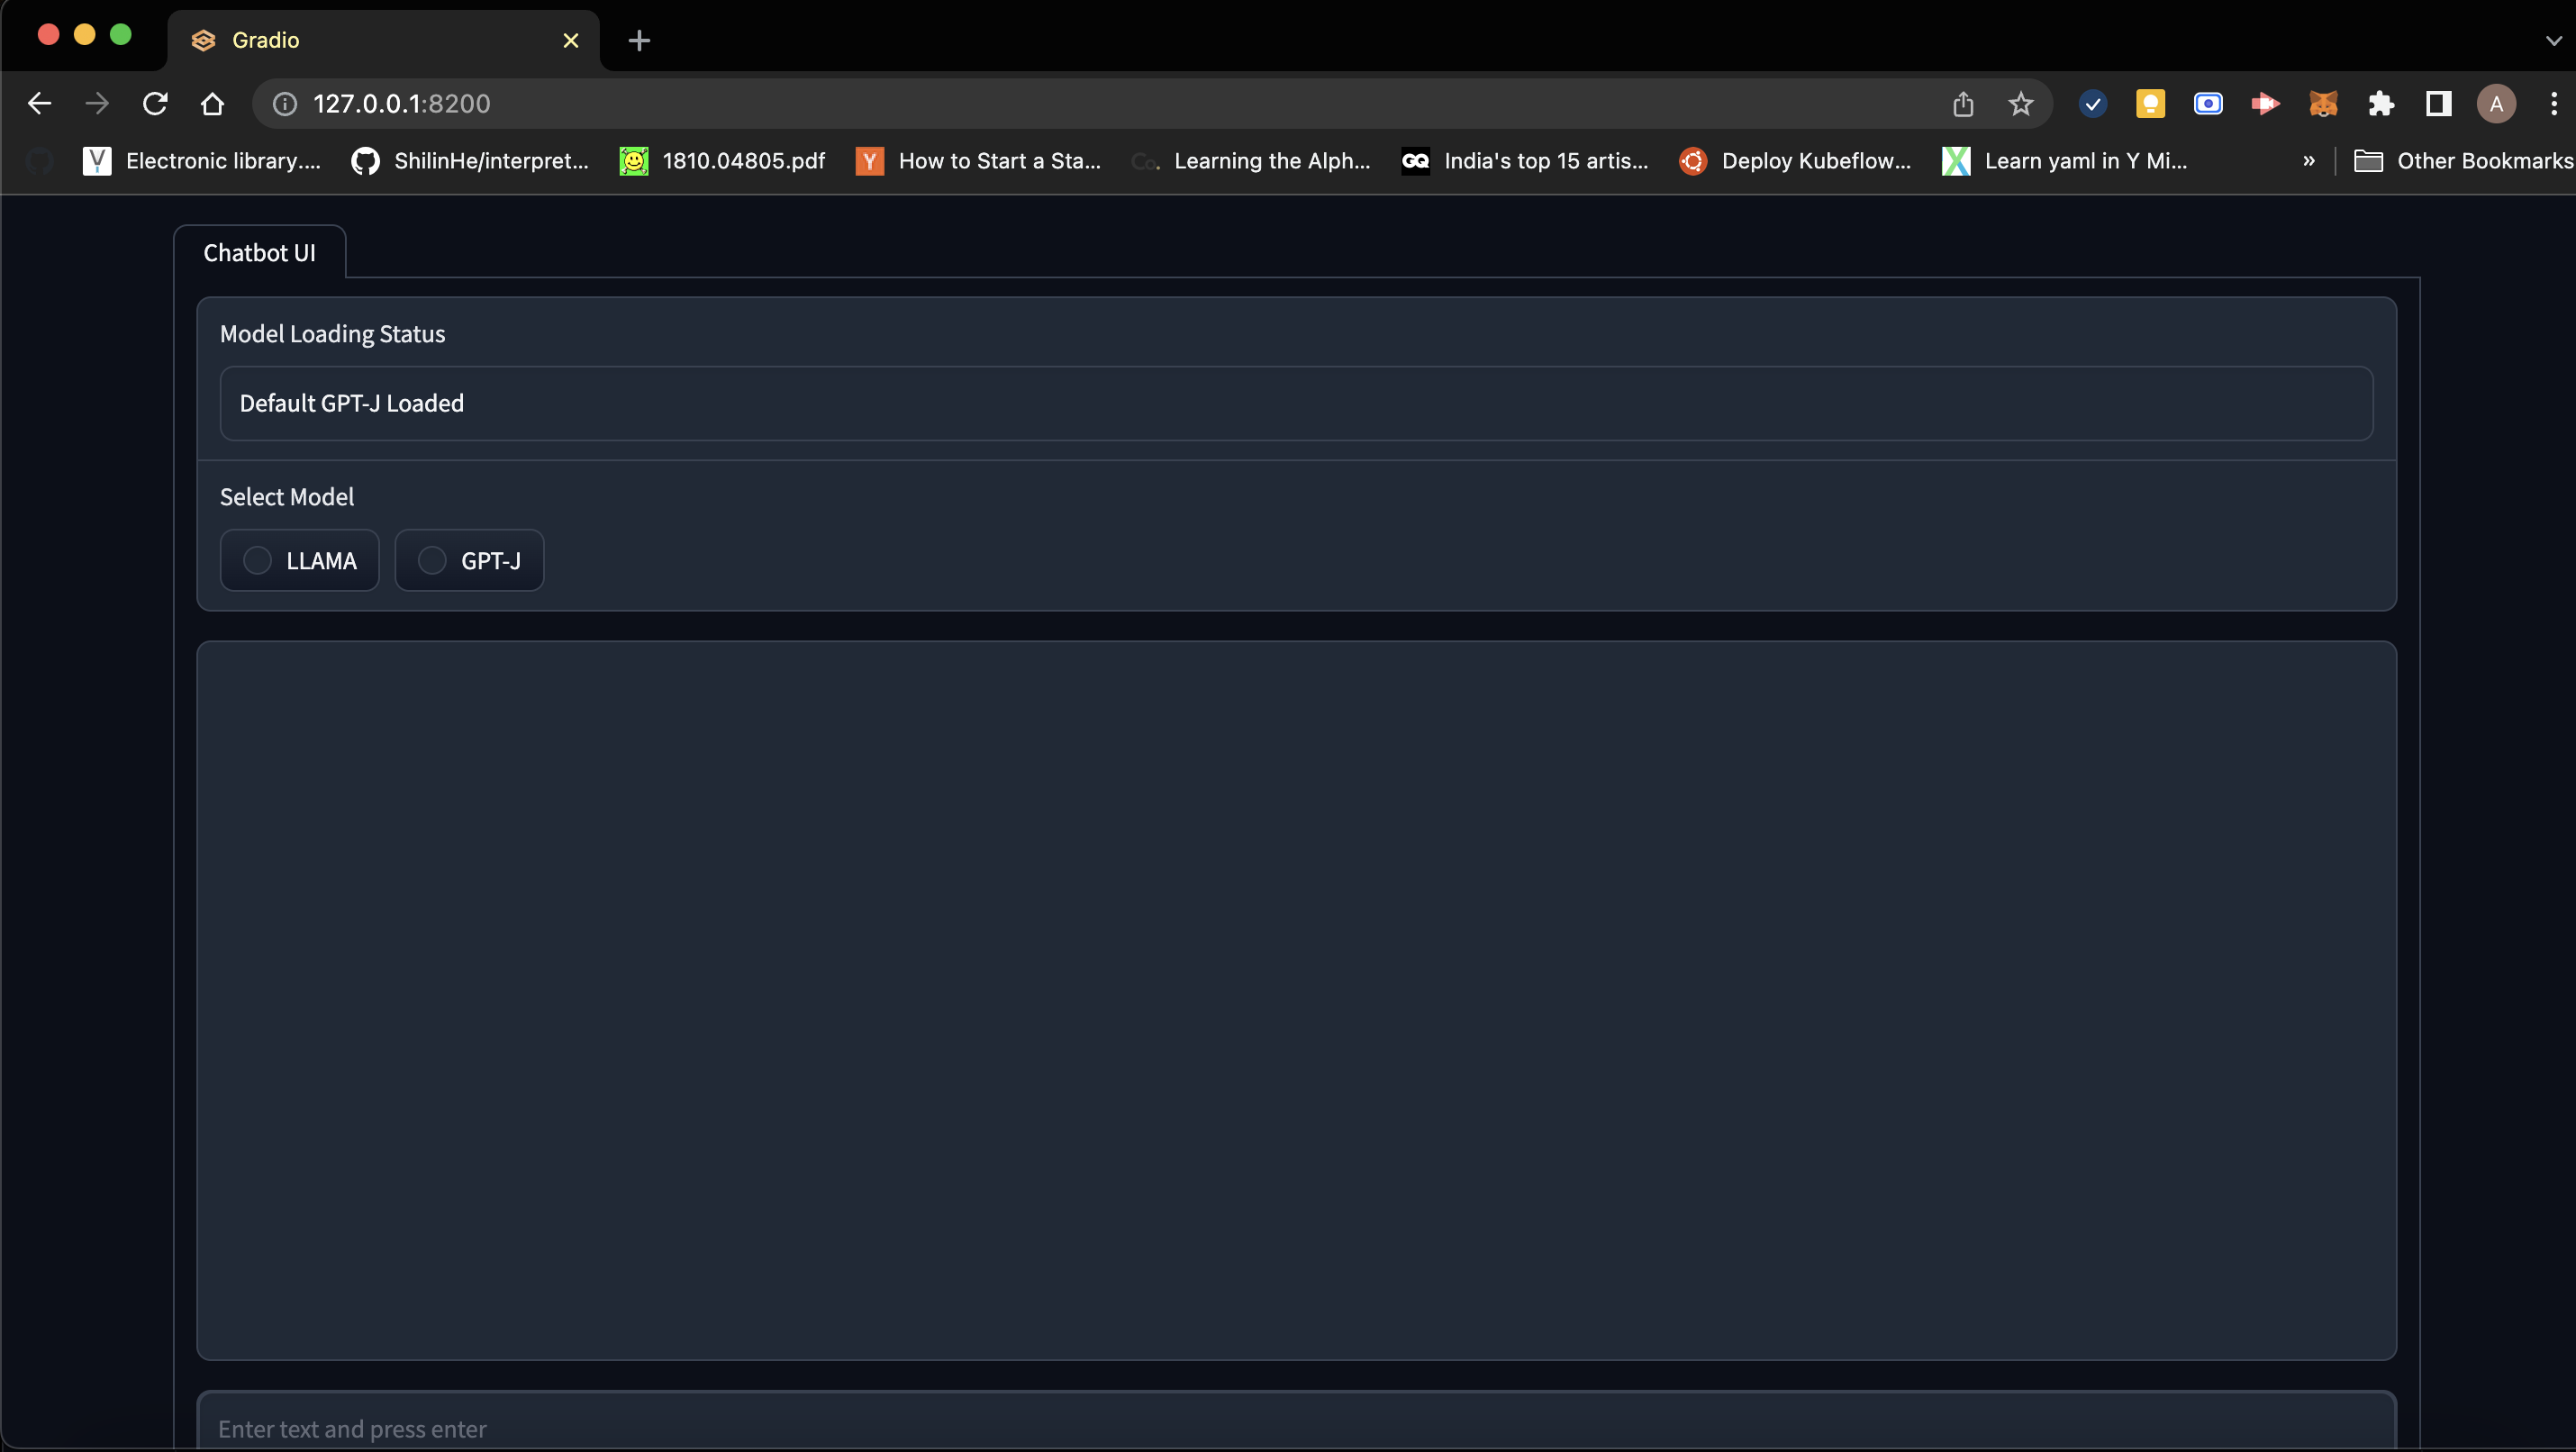 Gradio
127.0.0.1:8200
Electronic library....
ShilinHe/interpret...
1810.04805.pdf
Y
How to Start a Sta...
Co.
Learning the Alph...
GQ
India's top 15 artis...
Deploy Kubeflow...
Learn yaml in Y Mi...
»
Other Bookmarks
A
Chatbot UI
Model Loading Status
Default GPT-J Loaded
Select Model
LLAMA
GPT-J
Enter text and press enter